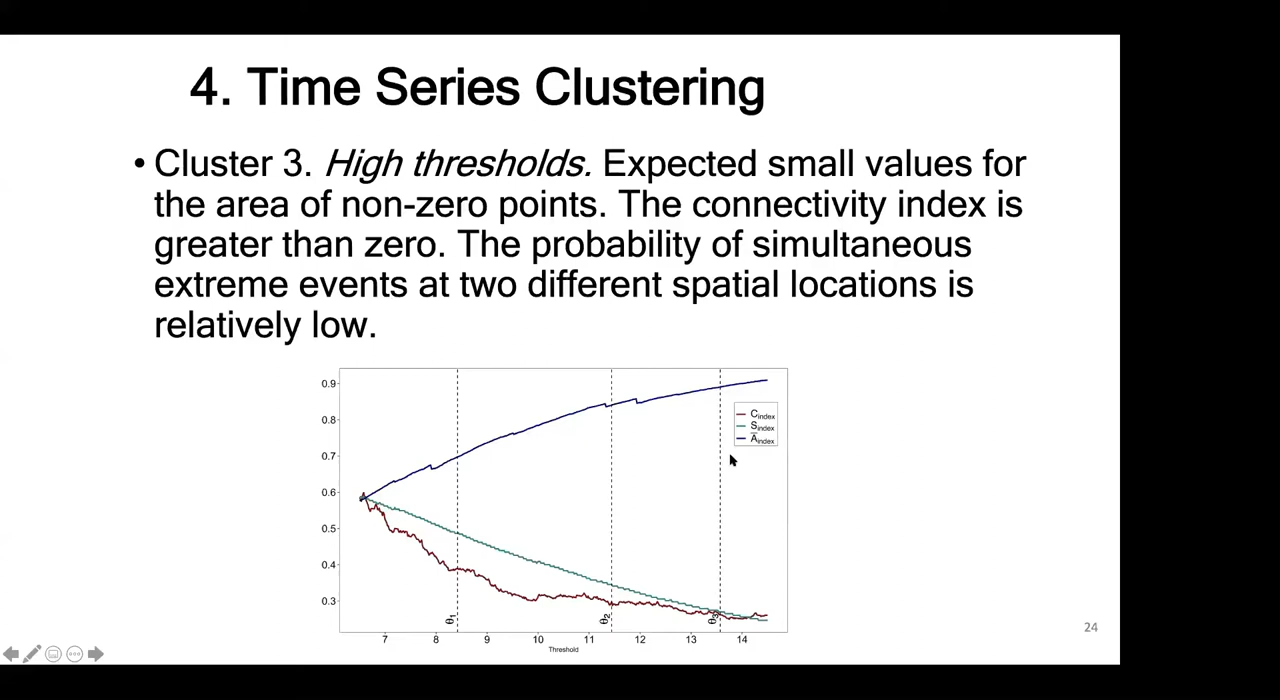 4. Time Series Clustering
• Cluster 3. High thresholds. Expected small values for
the area of non-zero points. The connectivity index is
greater than zero. The probability of simultaneous
extreme events at two different spatial locations is
relatively low.
0.9
0.8
0.7
0.6
0.5
0.4
0.3
C index
S index
A index
θ1
θ2
θ3
7 8 9 10 11 12 13 14
Threshold
24